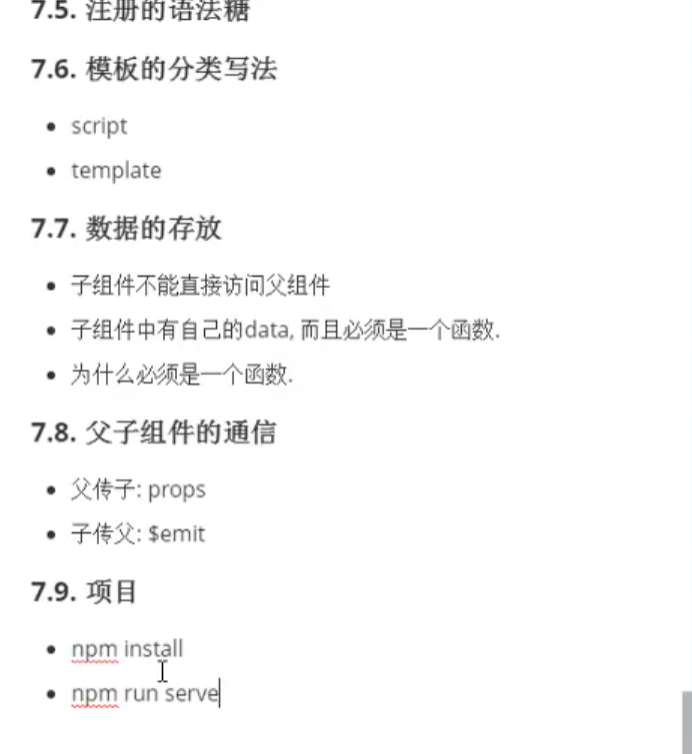 7.5. 注册的语法糖
7.6. 模板的分类写法
script
template
7.7. 数据的存放
子组件不能直接访问父组件
子组件中有自己的data, 而且必须是一个函数.
为什么必须是一个函数.
7.8. 父子组件的通信
父传子: props
子传父: $emit
7.9. 项目
npm install
npm run serve